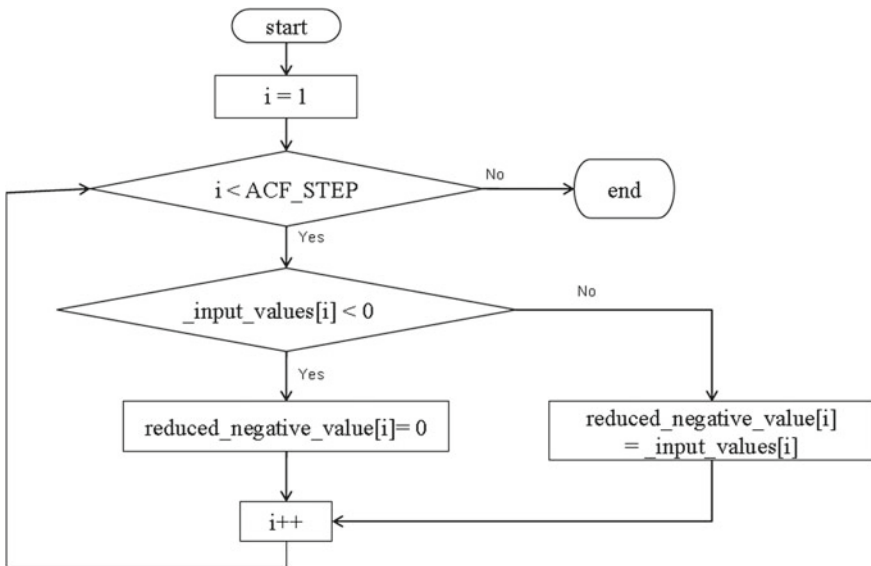 start
i = 1
i < ACF_STEP
No
end
Yes
_input_values[i] < 0
No
Yes
reduced_negative_value[i]= 0
reduced_negative_value[i]
= _input_values[i]
i++